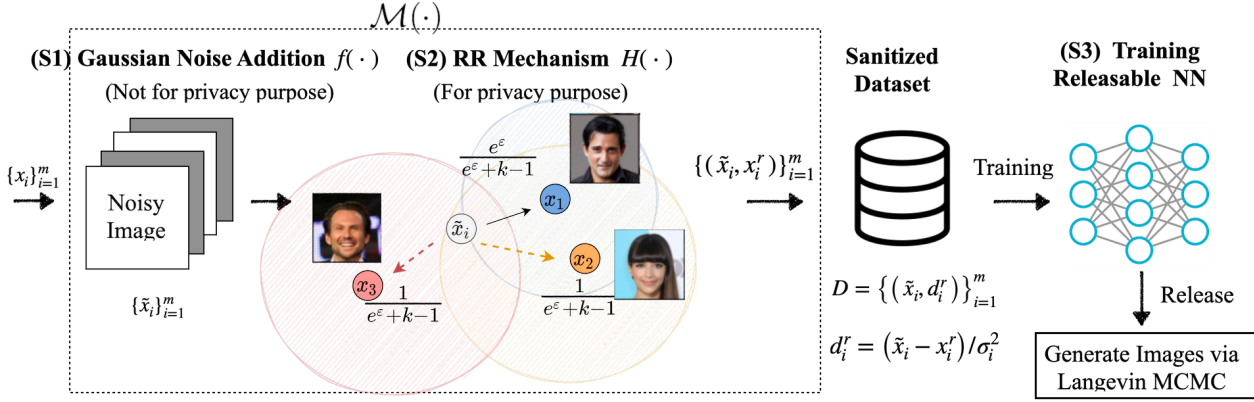 ℳ(·)
(S1) Gaussian Noise Addition f(·)
(Not for privacy purpose)
(S2) RR Mechanism H(·)
(For privacy purpose)
{x_i}_{i=1}^m
Noisy
Image
{x̃_i}_{i=1}^m
e^ε / (e^ε + k − 1)
x_1
x̃_i
x_2
x_3
1 / (e^ε + k − 1)
1 / (e^ε + k − 1)
{(x̃_i, x_i^r)}_{i=1}^m
Sanitized
Dataset
D = {(x̃_i, d_i^r)}_{i=1}^m
d_i^r = (x̃_i − x_i^r)/σ_i^2
Training
(S3) Training
Releasable NN
Release
Generate Images via
Langevin MCMC